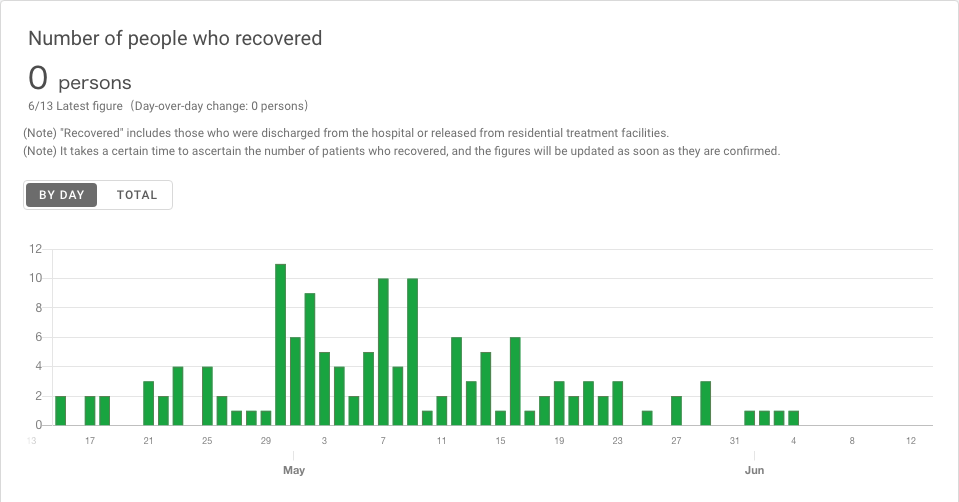 Number of people who recovered
0 persons
6/13 Latest figure (Day-over-day change: 0 persons)
(Note) "Recovered" includes those who were discharged from the hospital or released from residential treatment facilities.
(Note) It takes a certain time to ascertain the number of patients who recovered, and the figures will be updated as soon as they are confirmed.
BY DAY TOTAL
12
10
8
6
4
2
0
13 17 21 25 29 3 7 11 15 19 23 27 31 4 8 12
May Jun